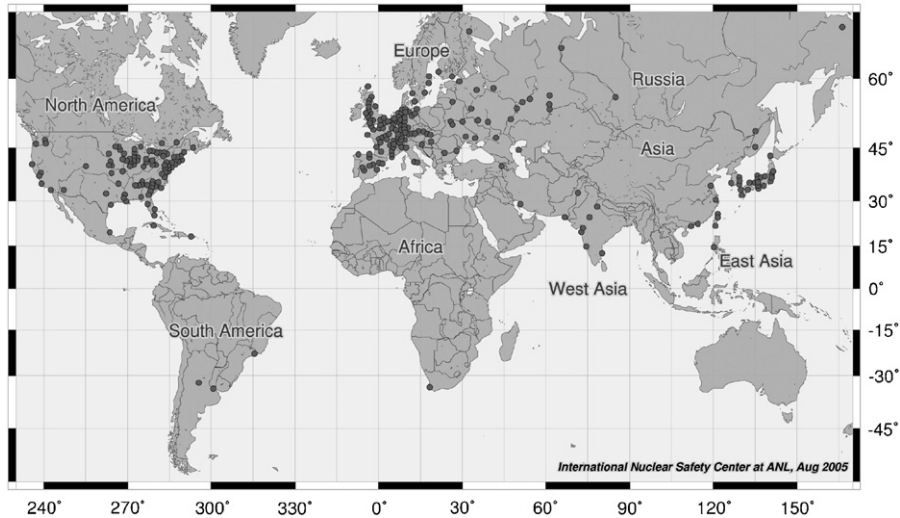 Europe
Russia
60°
North America
Asia
45°
30°
Africa
15°
East Asia
West Asia
0°
South America
-15°
-30°
-45°
International Nuclear Safety Center at ANL, Aug 2005
240° 270° 300° 330° 0° 30° 60° 90° 120° 150°